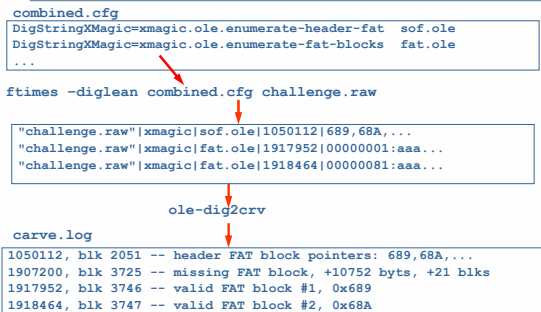 combined.cfg
DigStringXMagic=xmagic.ole.enumerate-header-fat sof.ole
DigStringXMagic=xmagic.ole.enumerate-fat-blocks fat.ole
...
ftimes –diglean combined.cfg challenge.raw
"challenge.raw"|xmagic|sof.ole|1050112|689,68A,...
"challenge.raw"|xmagic|fat.ole|1917952|00000001:aaa...
"challenge.raw"|xmagic|fat.ole|1918464|00000081:aaa...
ole-dig2crv
carve.log
1050112, blk 2051 -- header FAT block pointers: 689,68A,...
1907200, blk 3725 -- missing FAT block, +10752 byts, +21 blks
1917952, blk 3746 -- valid FAT block #1, 0x689
1918464, blk 3747 -- valid FAT block #2, 0x68A